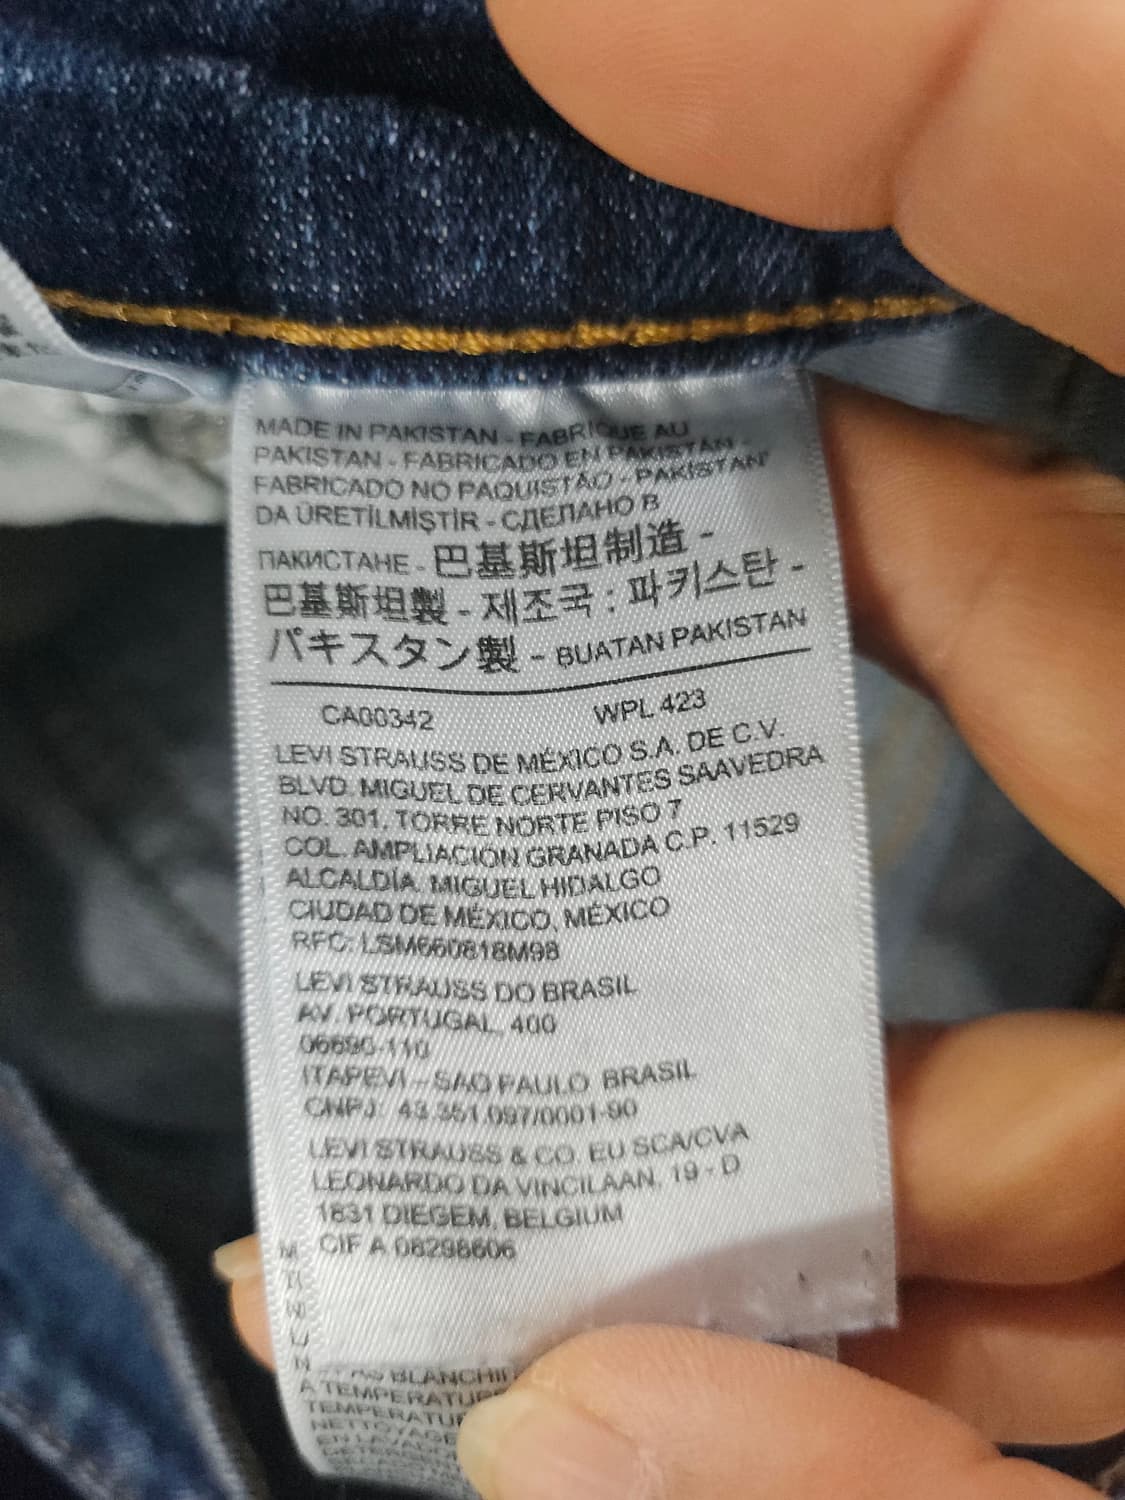 MADE IN PAKISTAN - FABRIQUE AU
PAKISTAN - FABRICADO EN PAKISTÁN -
FABRICADO NO PAQUISTÃO - PAKISTAN'
DA ÜRETİLMİŞTİR - СДЕЛАНО В
ПАКИСТАНЕ - 巴基斯坦制造 -
巴基斯坦製 - 제조국 : 파키스탄 -
パキスタン製 - BUATAN PAKISTAN
CA00342 WPL 423
LEVI STRAUSS DE MÉXICO S.A. DE C.V.
BLVD. MIGUEL DE CERVANTES SAAVEDRA
NO. 301, TORRE NORTE PISO 7
COL. AMPLIACIÓN GRANADA C.P. 11529
ALCALDÍA. MIGUEL HIDALGO
CIUDAD DE MÉXICO, MÉXICO
RFC: LSM660818M98
LEVI STRAUSS DO BRASIL
AV. PORTUGAL, 400
06690-110
ITAPEVI – SAO PAULO BRASIL
CNPJ: 43.351.097/0001-90
LEVI STRAUSS & CO. EU SCA/CVA
LEONARDO DA VINCILAAN, 19 - D
1831 DIEGEM, BELGIUM
CIF A 08298606
BLANCHI
A TEMPERATURE
NETTOYAGE